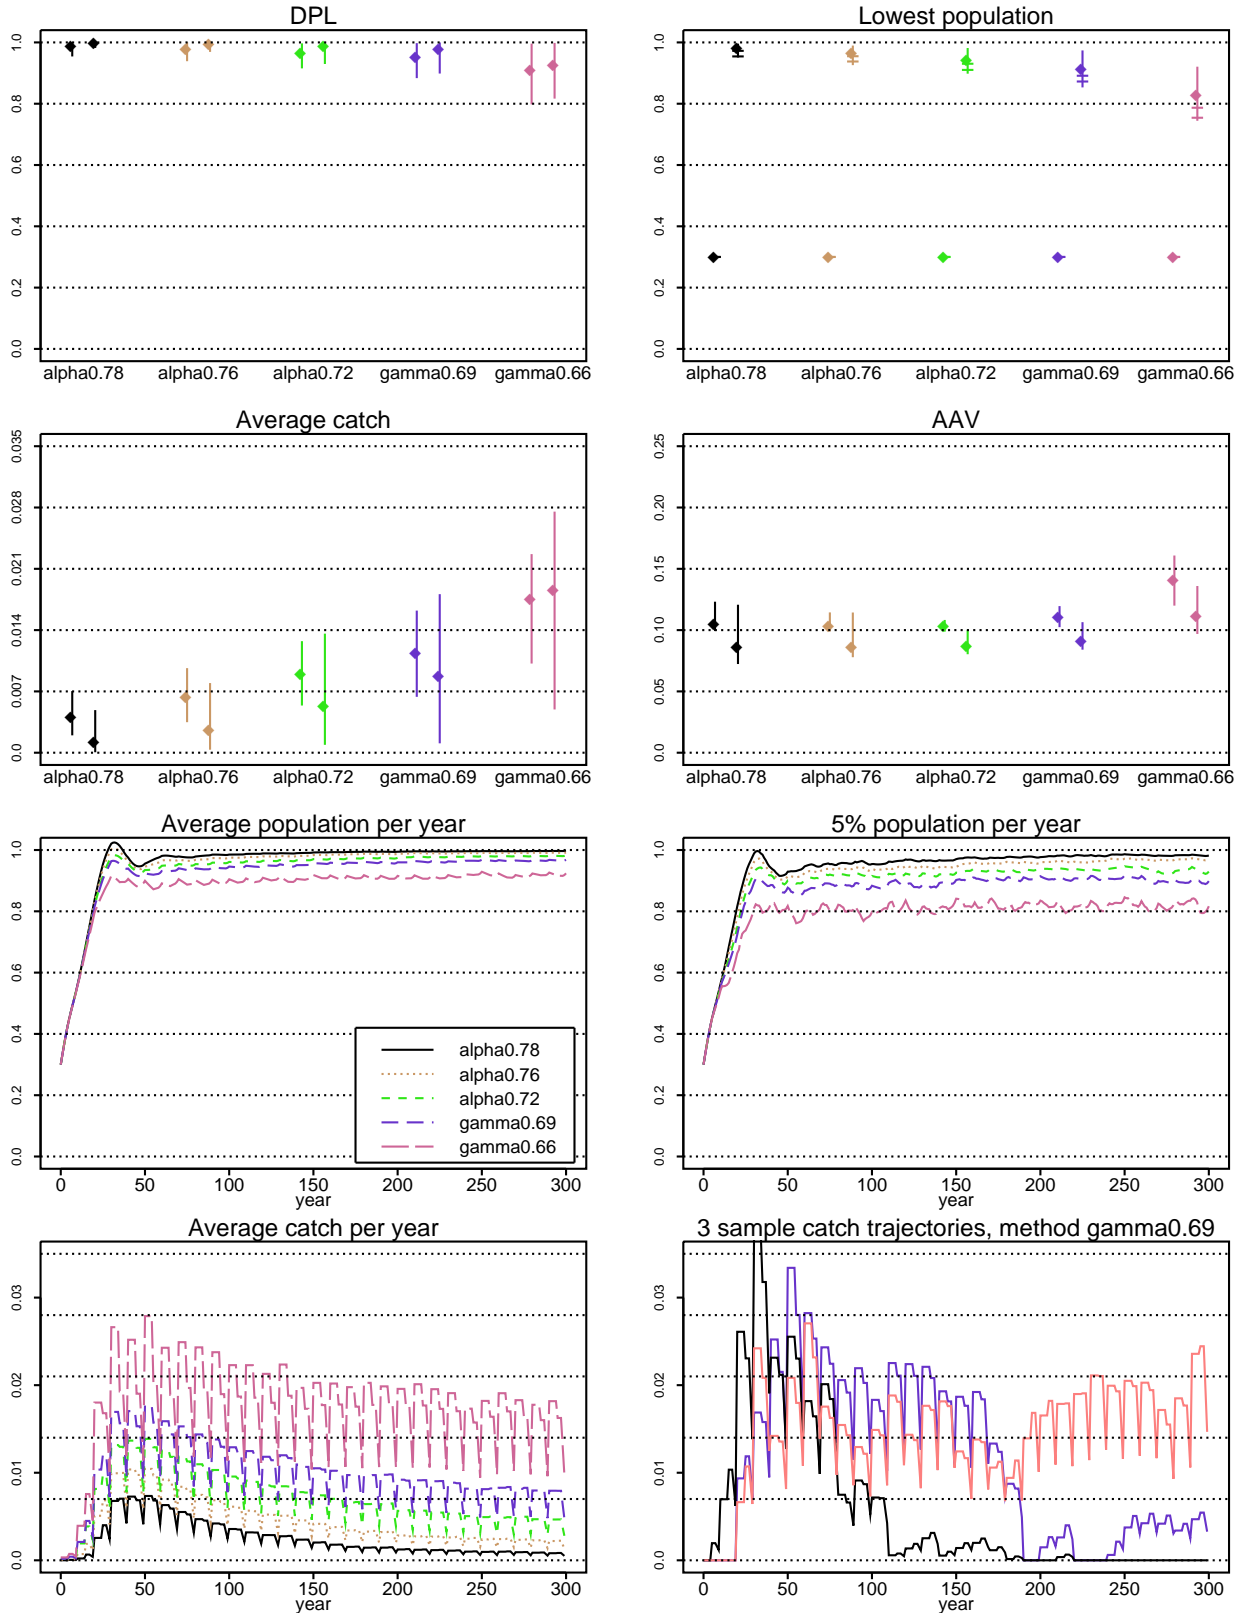 DPL
1.0
0.8
0.6
0.4
0.2
0.0
alpha0.78 alpha0.76 alpha0.72 gamma0.69 gamma0.66
Lowest population
1.0
0.8
0.6
0.4
0.2
0.0
alpha0.78 alpha0.76 alpha0.72 gamma0.69 gamma0.66
Average catch
0.035
0.028
0.021
0.014
0.007
0.0
alpha0.78 alpha0.76 alpha0.72 gamma0.69 gamma0.66
AAV
0.25
0.20
0.15
0.10
0.05
0.0
alpha0.78 alpha0.76 alpha0.72 gamma0.69 gamma0.66
Average population per year
1.0
0.8
0.6
0.4
0.2
0.0
alpha0.78
alpha0.76
alpha0.72
gamma0.69
gamma0.66
0 50 100 150 200 250 300
year
5% population per year
1.0
0.8
0.6
0.4
0.2
0.0
0 50 100 150 200 250 300
year
Average catch per year
0.03
0.02
0.01
0.0
0 50 100 150 200 250 300
year
3 sample catch trajectories, method gamma0.69
0.03
0.02
0.01
0.0
0 50 100 150 200 250 300
year